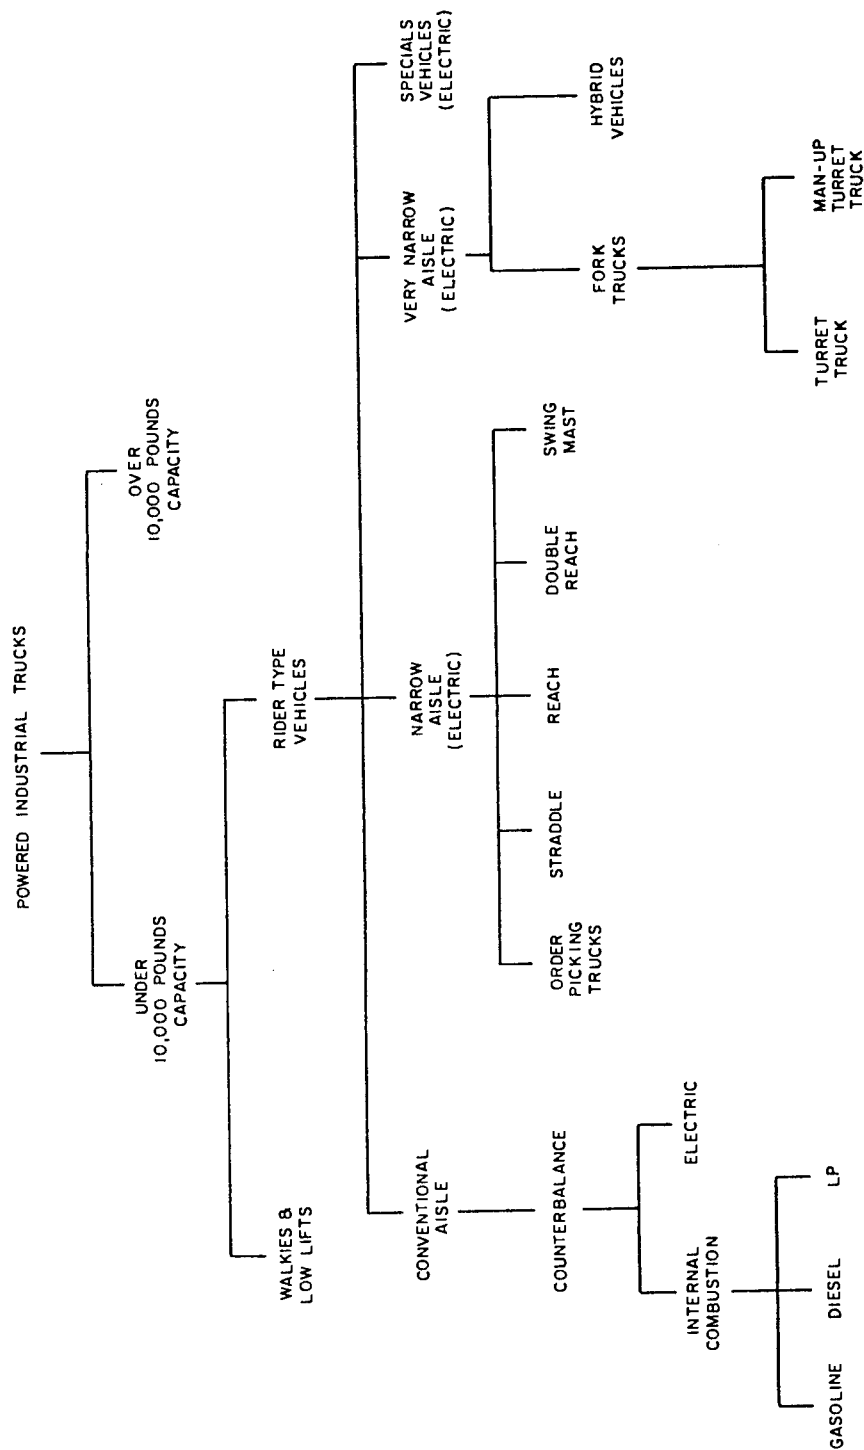 POWERED INDUSTRIAL TRUCKS
UNDER
10,000 POUNDS
CAPACITY
OVER
10,000 POUNDS
CAPACITY
WALKIES &
LOW LIFTS
RIDER TYPE
VEHICLES
CONVENTIONAL
AISLE
NARROW
AISLE
(ELECTRIC)
VERY NARROW
AISLE
(ELECTRIC)
SPECIALS
VEHICLES
(ELECTRIC)
COUNTERBALANCE
ORDER
PICKING
TRUCKS
STRADDLE
REACH
DOUBLE
REACH
SWING
MAST
FORK
TRUCKS
HYBRID
VEHICLES
INTERNAL
COMBUSTION
ELECTRIC
GASOLINE
DIESEL
LP
TURRET
TRUCK
MAN-UP
TURRET
TRUCK